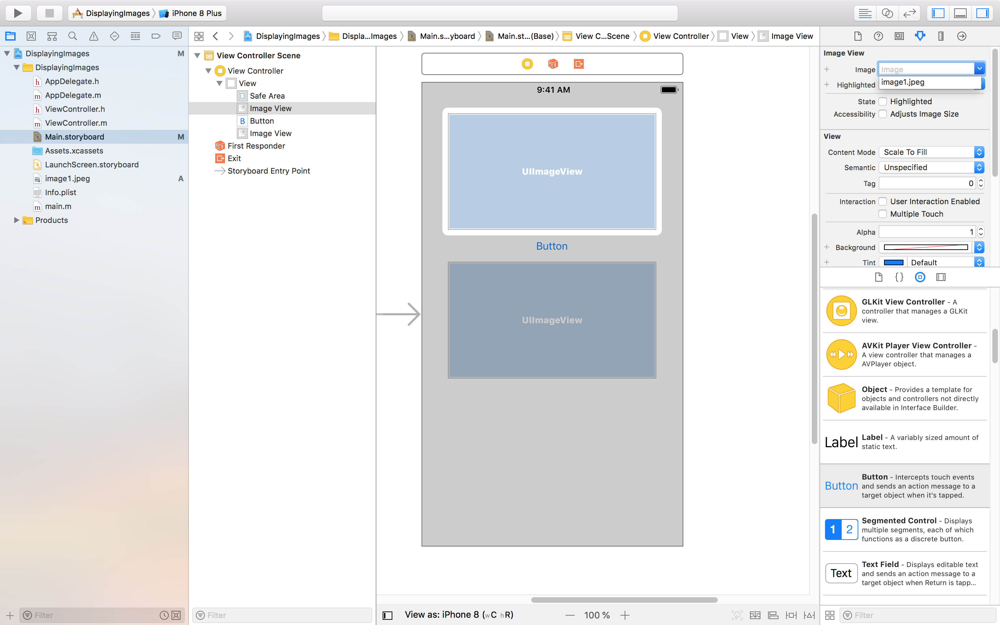 DisplayingImages iPhone 8 Plus
DisplayingImages Displa...Images Main.s...yboard Main.st...(Base) View C...Scene View Controller View Image View
DisplayingImages M
DisplayingImages
h AppDelegate.h
m AppDelegate.m
h ViewController.h
m ViewController.m
Main.storyboard M
Assets.xcassets
LaunchScreen.storyboard
image1.jpeg A
Info.plist
m main.m
Products
Filter
View Controller Scene
View Controller
View
Safe Area
Image View
B Button
Image View
First Responder
Exit
Storyboard Entry Point
Filter
9:41 AM
UIImageView
Button
UIImageView
View as: iPhone 8 (wC hR)
100 %
Image View
Image Image
image1.jpeg
Highlighted
State Highlighted
Accessibility Adjusts Image Size
View
Content Mode Scale To Fill
Semantic Unspecified
Tag 0
Interaction User Interaction Enabled
Multiple Touch
Alpha 1
Background
Tint Default
GLKit View Controller - A
controller that manages a GLKit
view.
AVKit Player View Controller -
A view controller that manages a
AVPlayer object.
Object - Provides a template for
objects and controllers not directly
available in Interface Builder.
Label
Label - A variably sized amount of
static text.
Button
Button - Intercepts touch events
and sends an action message to a
target object when it's tapped.
1 2
Segmented Control - Displays
multiple segments, each of which
functions as a discrete button.
Text
Text Field - Displays editable text
and sends an action message to a
target object when Return is tapp...
Filter